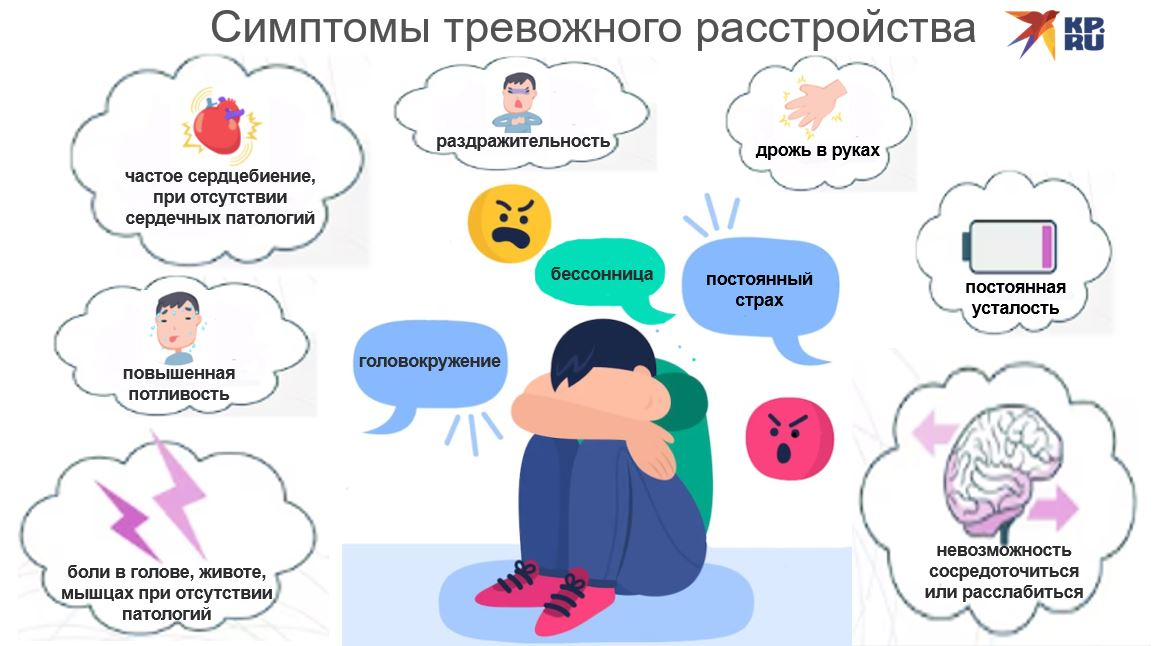 Симптомы тревожного расстройства
KP.
RU
частое сердцебиение,
при отсутствии
сердечных патологий
раздражительность
дрожь в руках
постоянная
усталость
бессонница
постоянный
страх
повышенная
потливость
головокружение
боли в голове, животе,
мышцах при отсутствии
патологий
невозможность
сосредоточиться
или расслабиться